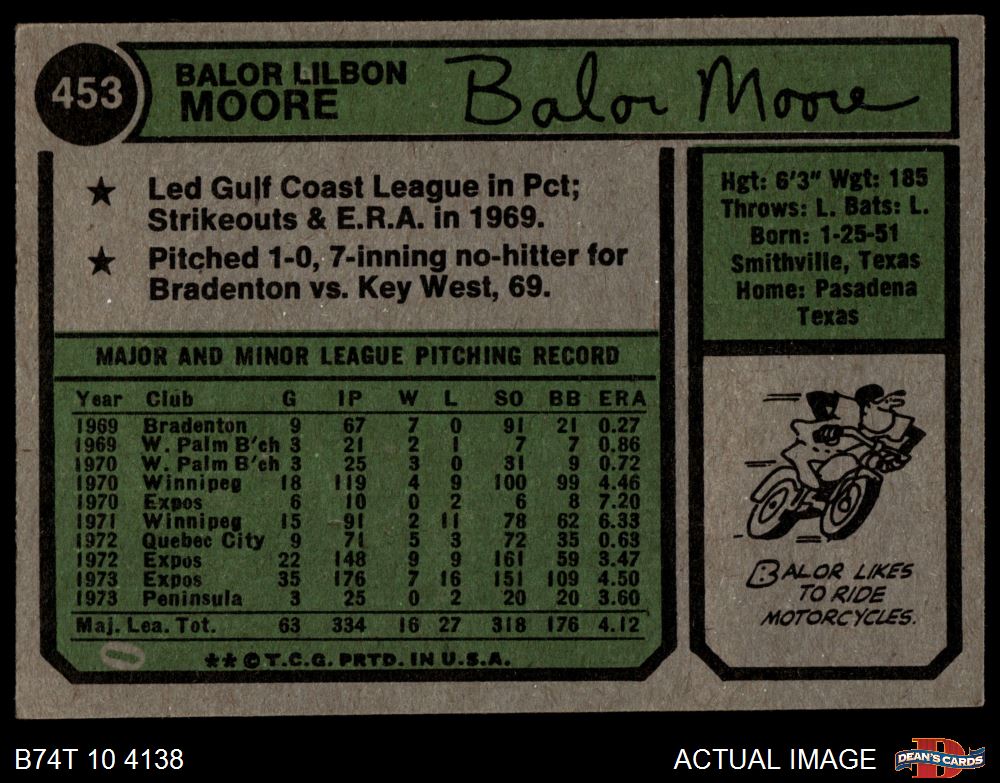 453
BALOR LILBON
MOORE
Balor Moore
★ Led Gulf Coast League in Pct;
Strikeouts & E.R.A. in 1969.
★ Pitched 1-0, 7-inning no-hitter for
Bradenton vs. Key West, 69.
Hgt: 6'3" Wgt: 185
Throws: L. Bats: L.
Born: 1-25-51
Smithville, Texas
Home: Pasadena
Texas
MAJOR AND MINOR LEAGUE PITCHING RECORD
Year Club G IP W L SO BB ERA
1969 Bradenton 9 67 7 0 91 21 0.27
1969 W. Palm B'ch 3 21 2 1 7 7 0.86
1970 W. Palm B'ch 3 25 3 0 31 9 0.72
1970 Winnipeg 18 119 4 9 100 99 4.46
1970 Expos 6 10 0 2 6 8 7.20
1971 Winnipeg 15 91 2 11 78 62 6.33
1972 Quebec City 9 71 5 3 72 35 0.63
1972 Expos 22 148 9 9 161 59 3.47
1973 Expos 35 176 7 16 151 109 4.50
1973 Peninsula 3 25 0 2 20 20 3.60
Maj. Lea. Tot. 63 334 16 27 318 176 4.12
**©T.C.G. PRTD. IN U.S.A.
BALOR LIKES
TO RIDE
MOTORCYCLES.
B74T 10 4138
ACTUAL IMAGE
DEAN'S CARDS